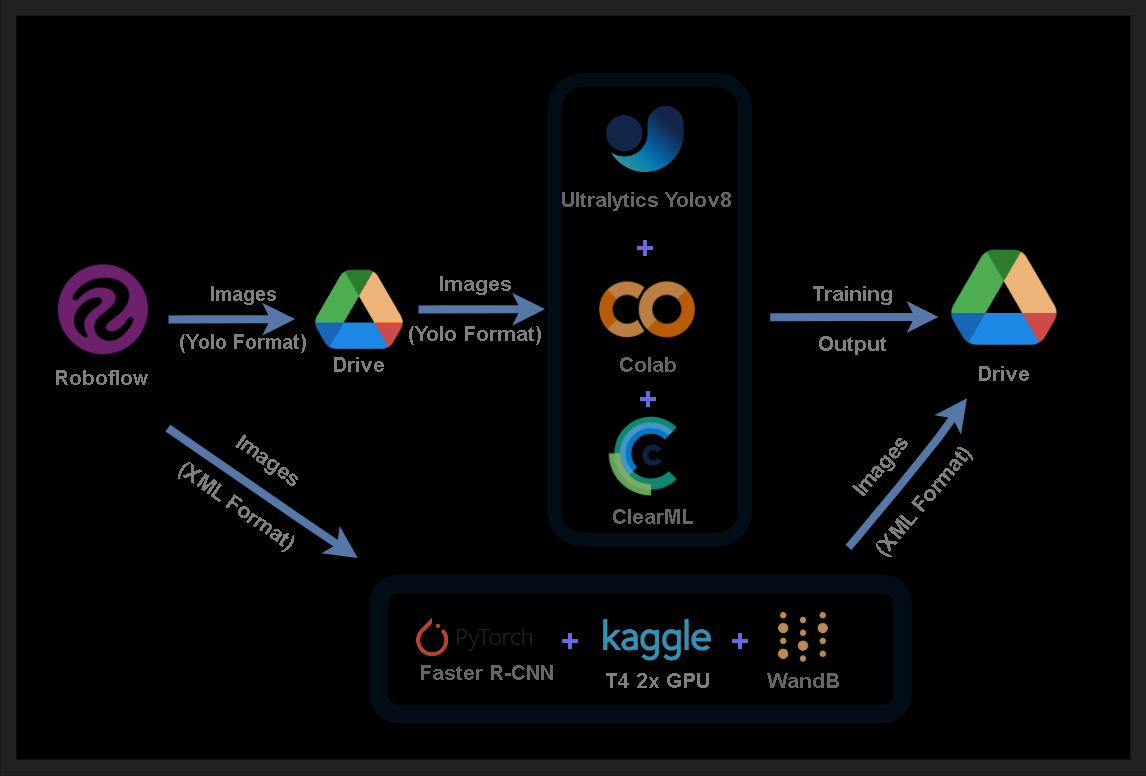 Ultralytics Yolov8
+
Colab
+
ClearML
Roboflow
Images
(Yolo Format)
Drive
Images
(Yolo Format)
Training
Output
Drive
Images
(XML Format)
Images
(XML Format)
PyTorch
Faster R-CNN
+
kaggle
T4 2x GPU
+
WandB